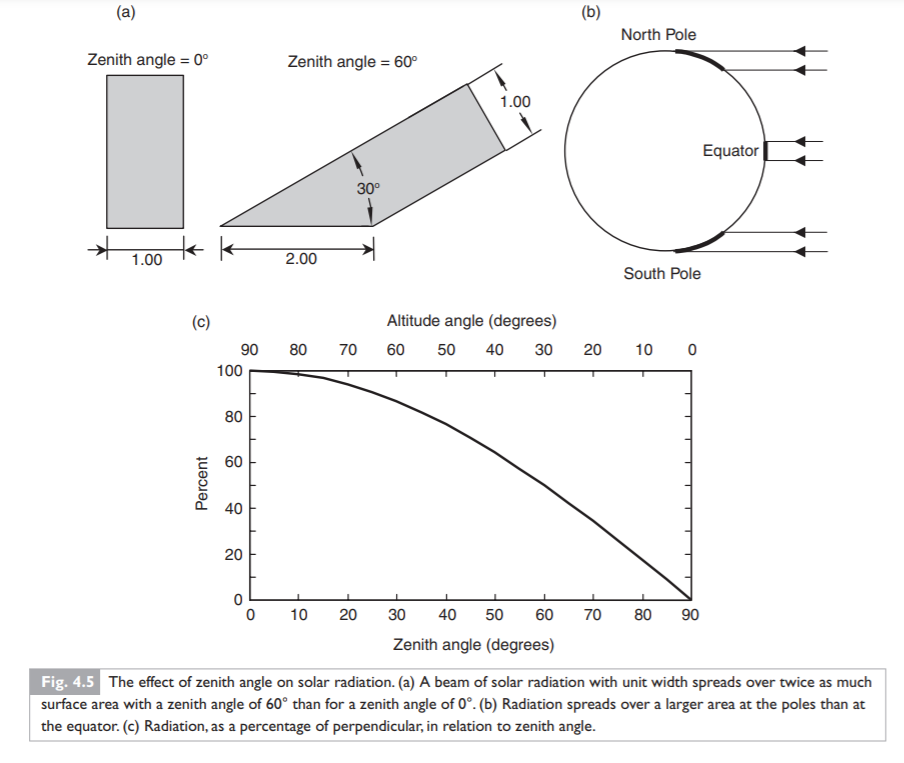 (a)
Zenith angle = 0°
1.00
Zenith angle = 60°
1.00
30°
2.00
(b)
North Pole
Equator
South Pole
(c)
Altitude angle (degrees)
90 80 70 60 50 40 30 20 10 0
Percent
100
80
60
40
20
0
0 10 20 30 40 50 60 70 80 90
Zenith angle (degrees)
Fig. 4.5 The effect of zenith angle on solar radiation. (a) A beam of solar radiation with unit width spreads over twice as much
surface area with a zenith angle of 60° than for a zenith angle of 0°. (b) Radiation spreads over a larger area at the poles than at
the equator. (c) Radiation, as a percentage of perpendicular, in relation to zenith angle.